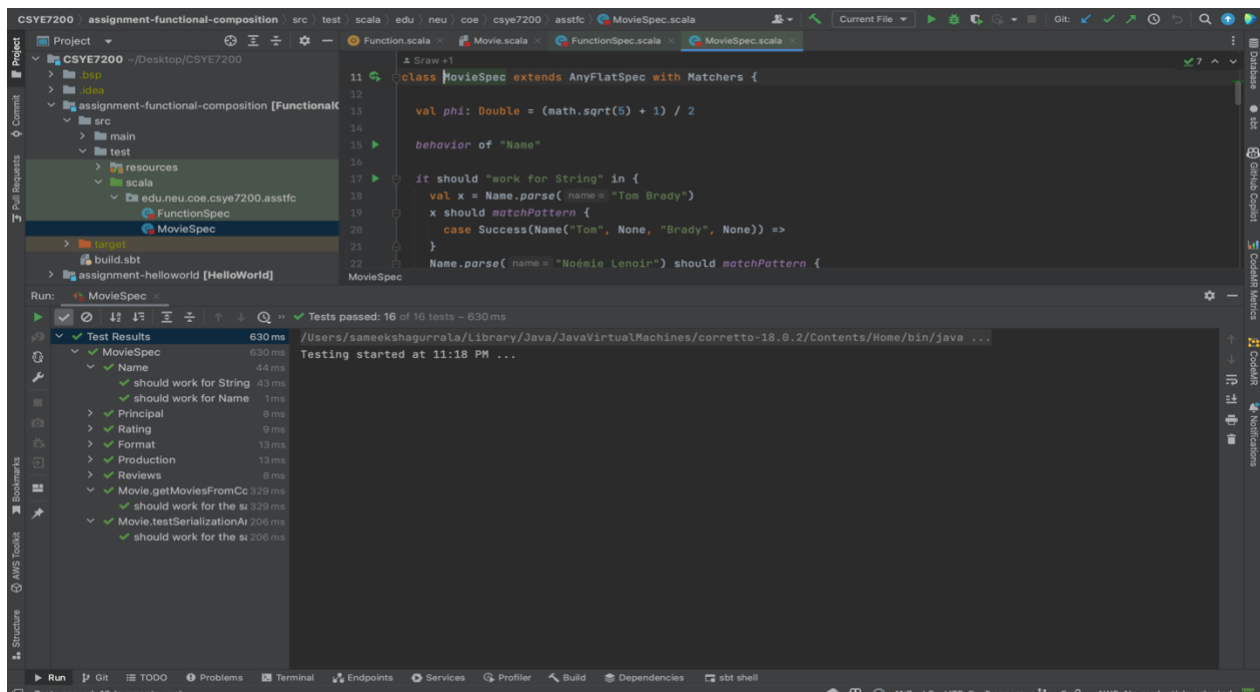 CSYE7200 〉 assignment-functional-composition 〉 src 〉 test 〉 scala 〉 edu 〉 neu 〉 coe 〉 csye7200 〉 asstfc 〉 MovieSpec.scala
Current File
Git:
Project
Function.scala
Movie.scala
FunctionSpec.scala
MovieSpec.scala
CSYE7200 ~/Desktop/CSYE7200
.bsp
.idea
assignment-functional-composition [FunctionalC
src
main
test
resources
scala
edu.neu.coe.csye7200.asstfc
FunctionSpec
MovieSpec
target
build.sbt
assignment-helloworld [HelloWorld]
Sraw +1
7
11 class MovieSpec extends AnyFlatSpec with Matchers {
12
13 val phi: Double = (math.sqrt(5) + 1) / 2
14
15 behavior of "Name"
16
17 it should "work for String" in {
18 val x = Name.parse( name = "Tom Brady")
19 x should matchPattern {
20 case Success(Name("Tom", None, "Brady", None)) =>
21 }
22 Name.parse( name = "Noémie Lenoir") should matchPattern {
MovieSpec
Run: MovieSpec
Tests passed: 16 of 16 tests – 630 ms
Test Results 630 ms
MovieSpec 630 ms
Name 44 ms
should work for String 43 ms
should work for Name 1 ms
Principal 8 ms
Rating 9 ms
Format 13 ms
Production 13 ms
Reviews 8 ms
Movie.getMoviesFromCo 329 ms
should work for the sa 329 ms
Movie.testSerializationAr 206 ms
should work for the sa 206 ms
/Users/sameekshagurrala/Library/Java/JavaVirtualMachines/corretto-18.0.2/Contents/Home/bin/java ...
Testing started at 11:18 PM ...
Project
Commit
Pull Requests
Bookmarks
AWS Toolkit
Structure
Database
sbt
GitHub Copilot
CodeMR Metrics
CodeMR
Notifications
Run
Git
TODO
Problems
Terminal
Endpoints
Services
Profiler
Build
Dependencies
sbt shell